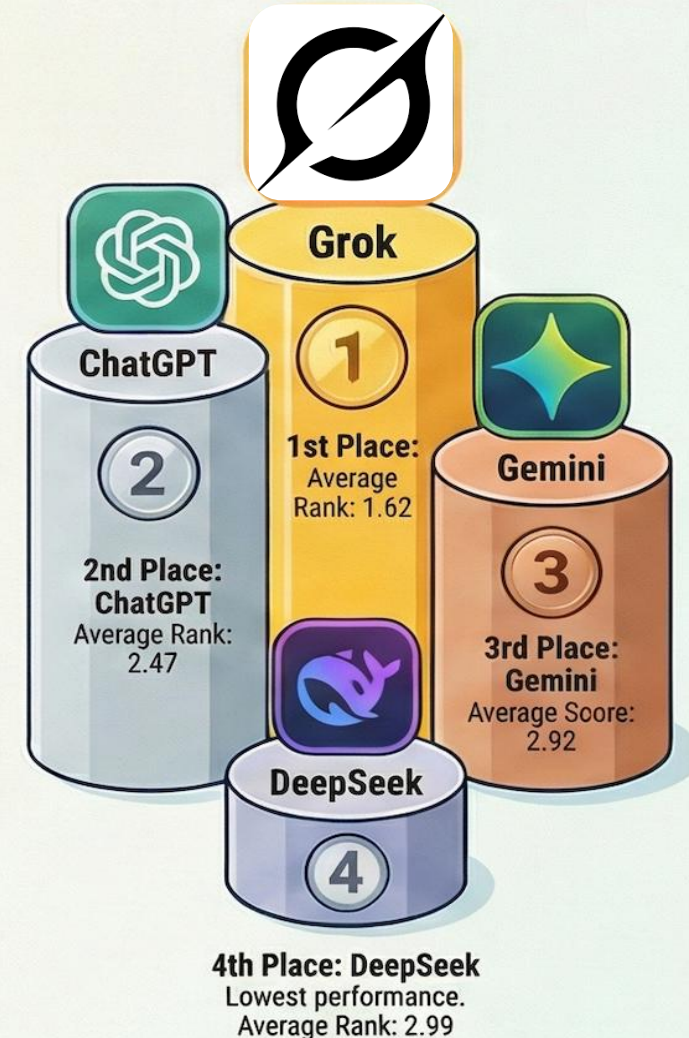 Grok
1
1st Place:
Average
Rank: 1.62
ChatGPT
2
2nd Place:
ChatGPT
Average Rank:
2.47
Gemini
3
3rd Place:
Gemini
Average Score:
2.92
DeepSeek
4
4th Place: DeepSeek
Lowest performance.
Average Rank: 2.99